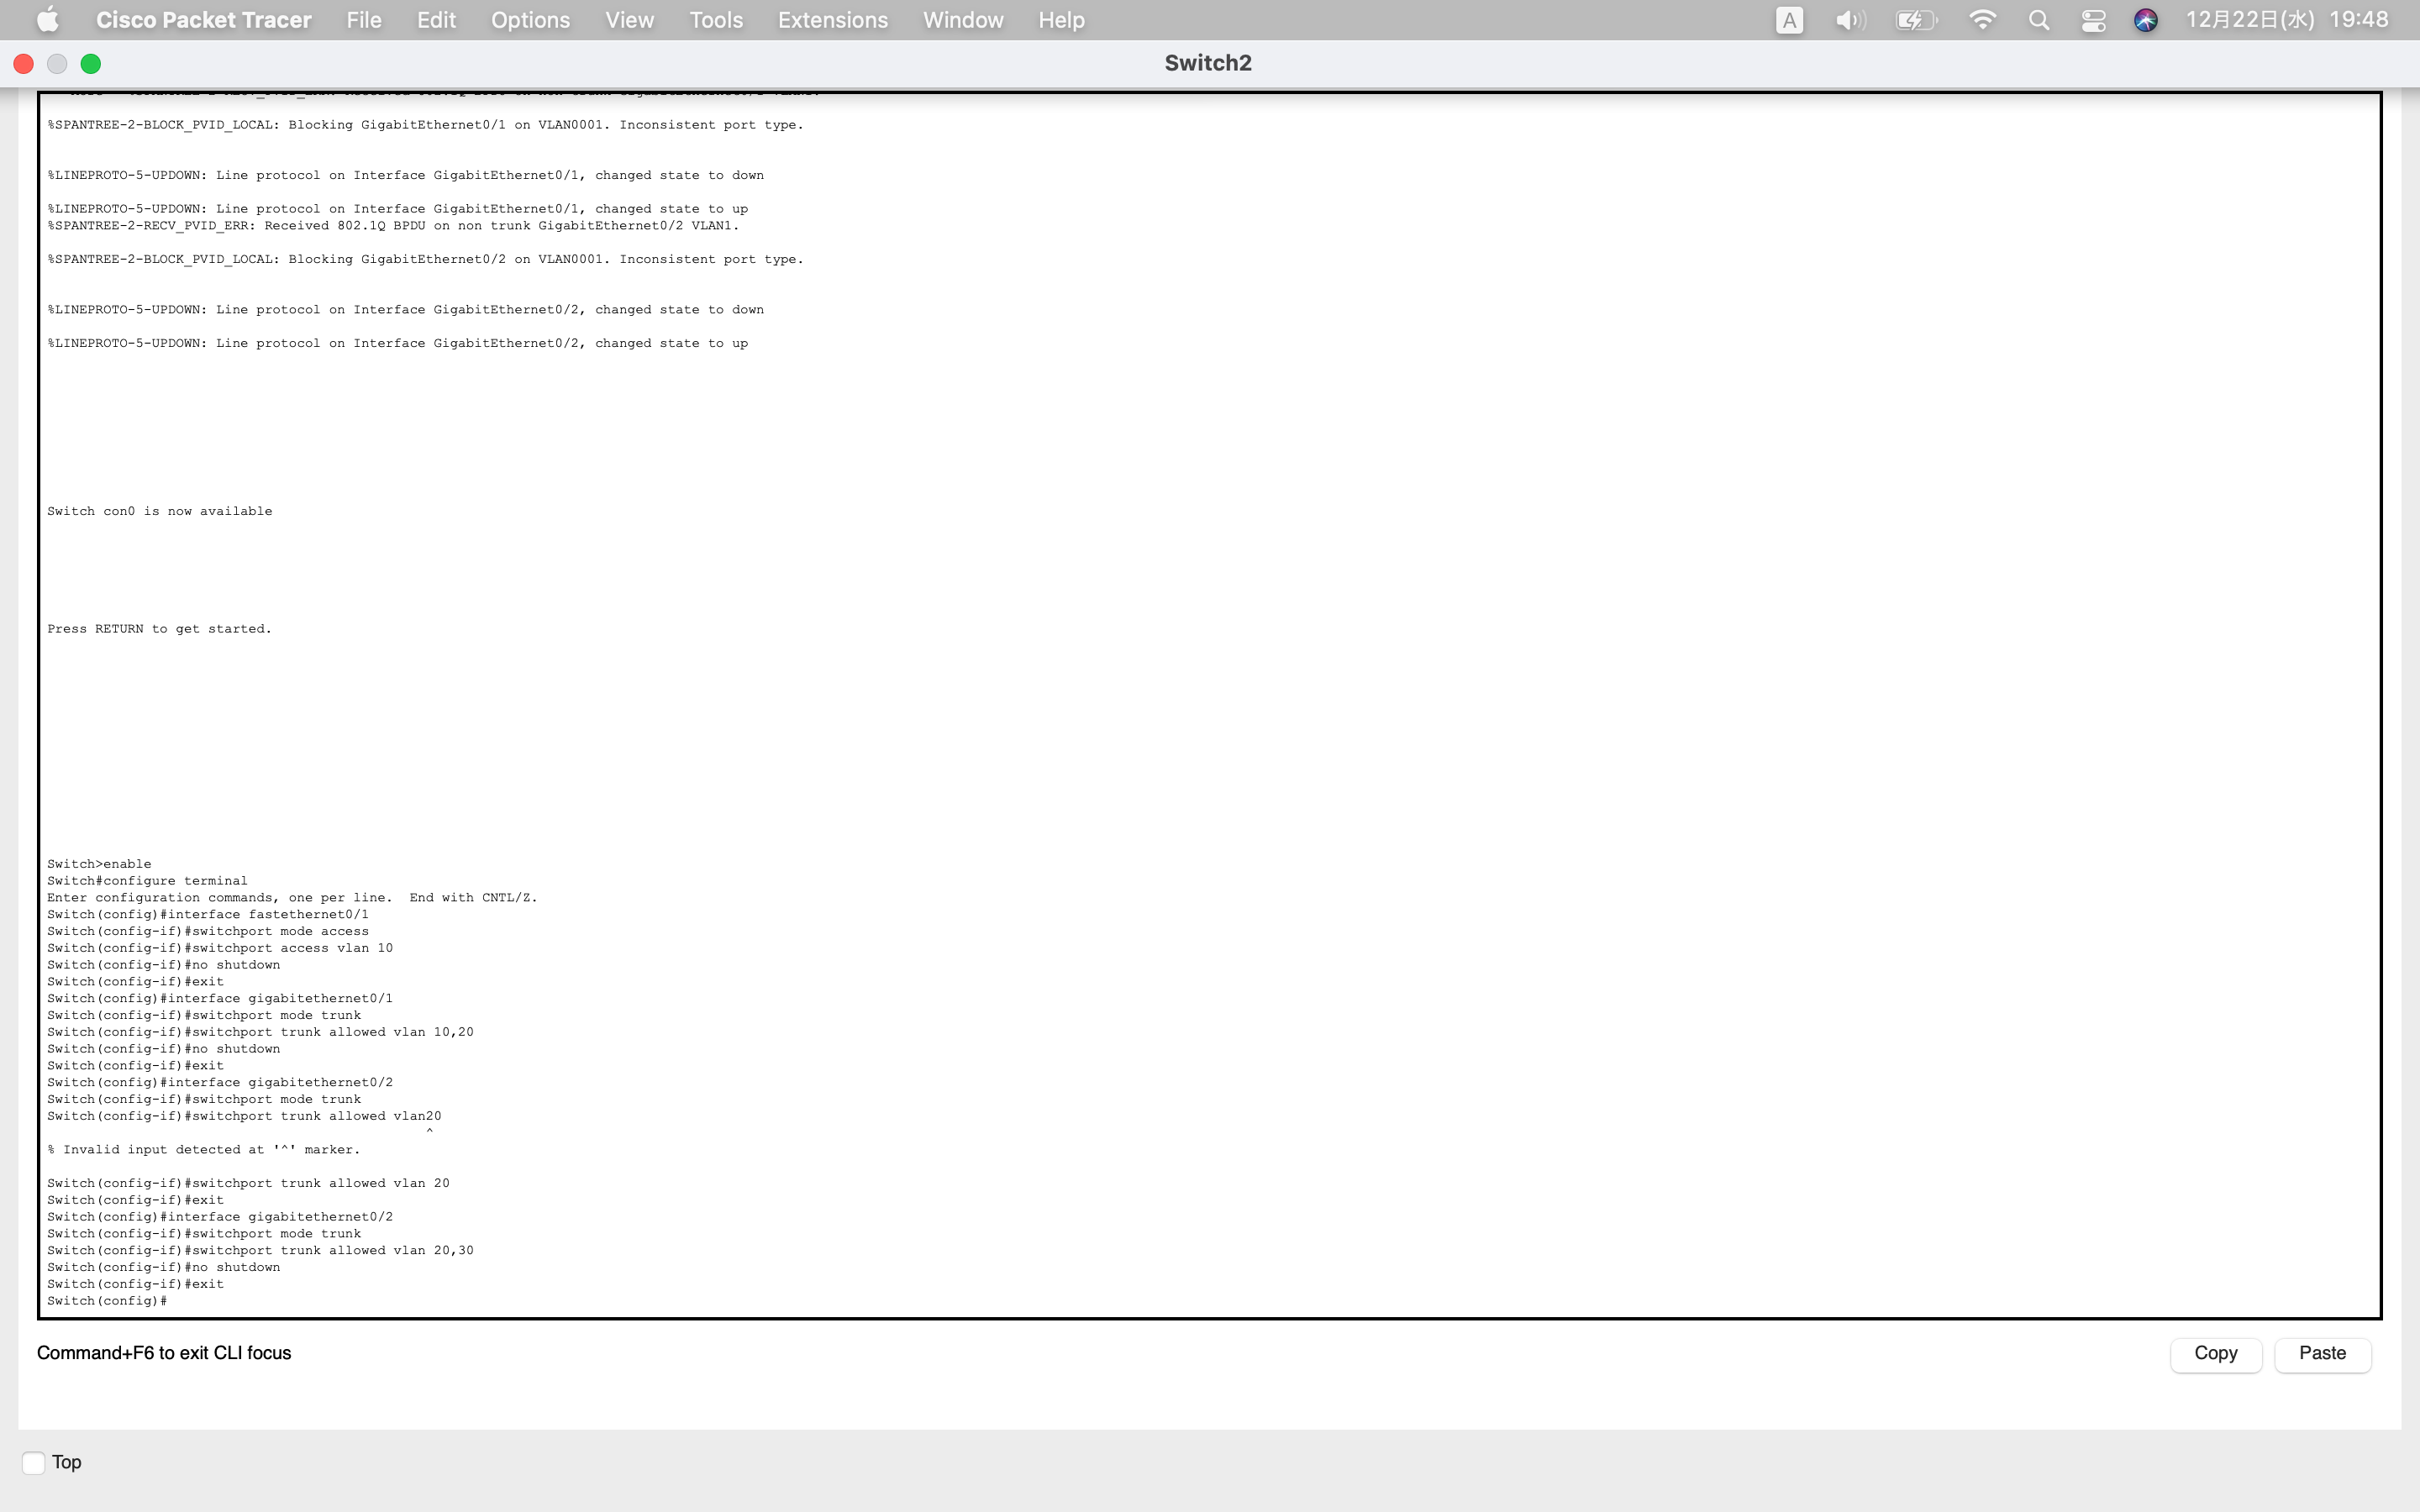 Cisco Packet Tracer File Edit Options View Tools Extensions Window Help A 12月22日(水) 19:48
Switch2
%SPANTREE-2-BLOCK_PVID_LOCAL: Blocking GigabitEthernet0/1 on VLAN0001. Inconsistent port type.
%LINEPROTO-5-UPDOWN: Line protocol on Interface GigabitEthernet0/1, changed state to down
%LINEPROTO-5-UPDOWN: Line protocol on Interface GigabitEthernet0/1, changed state to up
%SPANTREE-2-RECV_PVID_ERR: Received 802.1Q BPDU on non trunk GigabitEthernet0/2 VLAN1.
%SPANTREE-2-BLOCK_PVID_LOCAL: Blocking GigabitEthernet0/2 on VLAN0001. Inconsistent port type.
%LINEPROTO-5-UPDOWN: Line protocol on Interface GigabitEthernet0/2, changed state to down
%LINEPROTO-5-UPDOWN: Line protocol on Interface GigabitEthernet0/2, changed state to up
Switch con0 is now available
Press RETURN to get started.
Switch>enable
Switch#configure terminal
Enter configuration commands, one per line.  End with CNTL/Z.
Switch(config)#interface fastethernet0/1
Switch(config-if)#switchport mode access
Switch(config-if)#switchport access vlan 10
Switch(config-if)#no shutdown
Switch(config-if)#exit
Switch(config)#interface gigabitethernet0/1
Switch(config-if)#switchport mode trunk
Switch(config-if)#switchport trunk allowed vlan 10,20
Switch(config-if)#no shutdown
Switch(config-if)#exit
Switch(config)#interface gigabitethernet0/2
Switch(config-if)#switchport mode trunk
Switch(config-if)#switchport trunk allowed vlan20
^
% Invalid input detected at '^' marker.
Switch(config-if)#switchport trunk allowed vlan 20
Switch(config-if)#exit
Switch(config)#interface gigabitethernet0/2
Switch(config-if)#switchport mode trunk
Switch(config-if)#switchport trunk allowed vlan 20,30
Switch(config-if)#no shutdown
Switch(config-if)#exit
Switch(config)#
Command+F6 to exit CLI focus
Copy Paste
Top